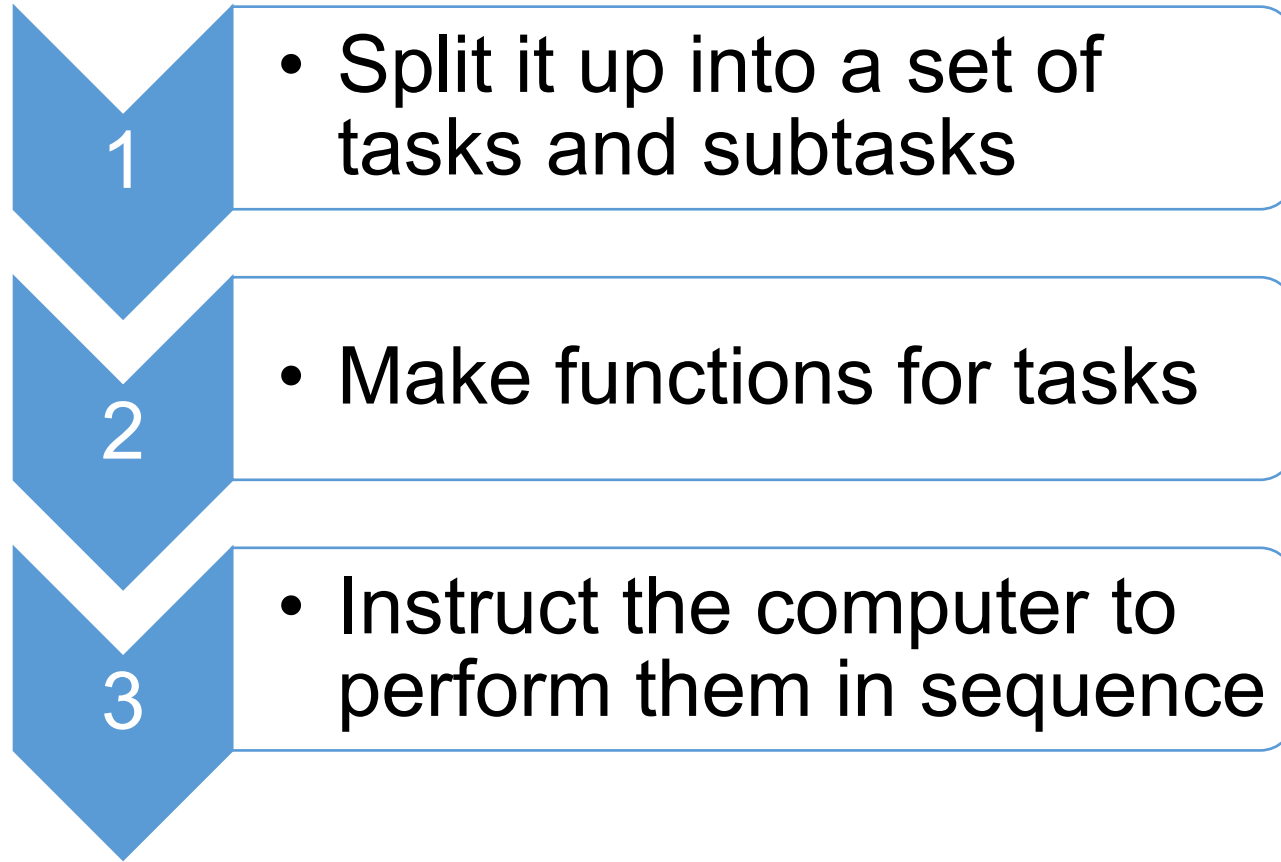 1
• Split it up into a set of
tasks and subtasks
2
• Make functions for tasks
3
• Instruct the computer to
perform them in sequence